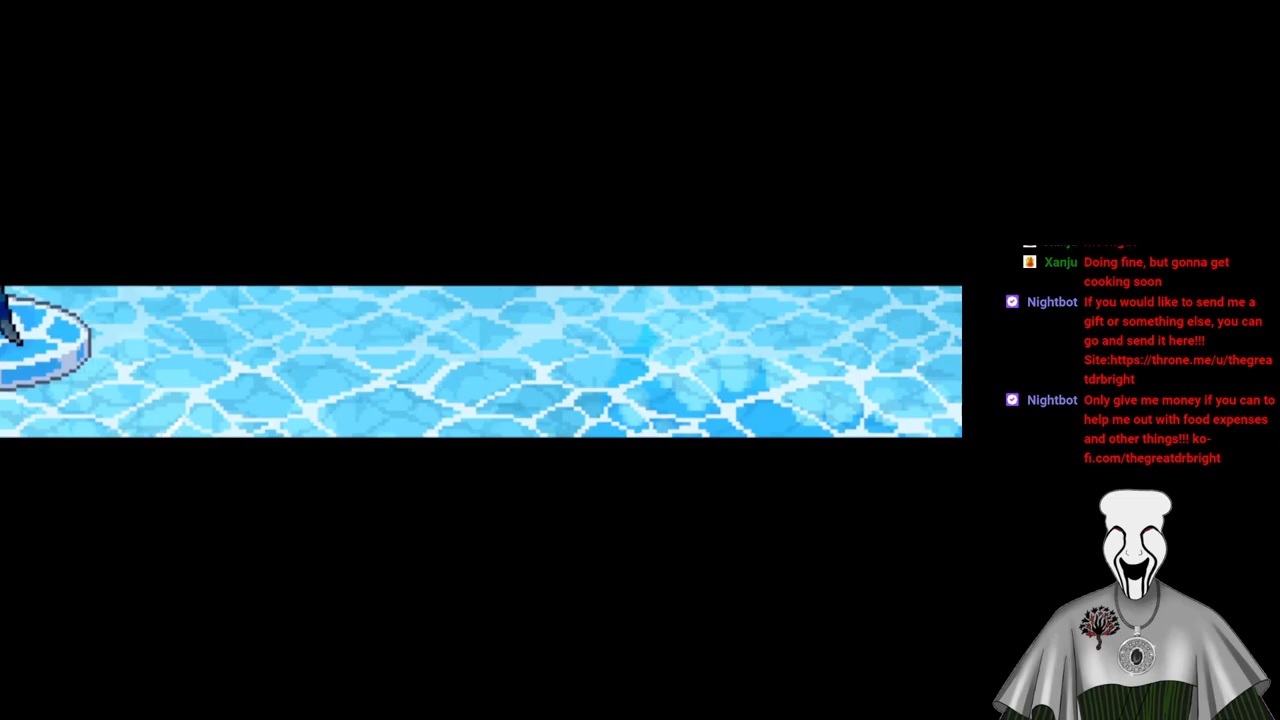 Xanju Doing fine, but gonna get
cooking soon
Nightbot If you would like to send me a
gift or something else, you can
go and send it here!!!
Site:https://throne.me/u/thegrea
tdrbright
Nightbot Only give me money if you can to
help me out with food expenses
and other things!!! ko-
fi.com/thegreatdrbright